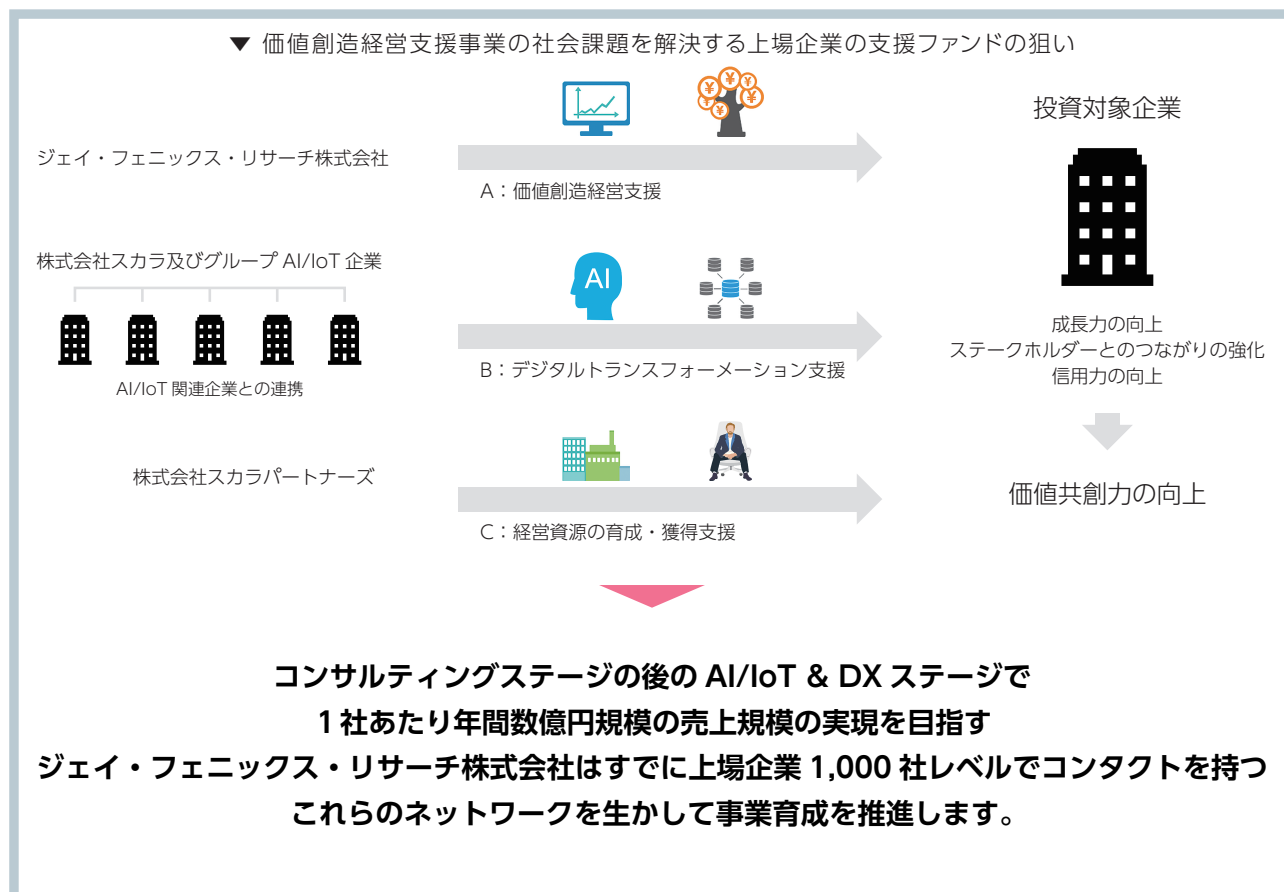 ▼ 価値創造経営支援事業の社会課題を解決する上場企業の支援ファンドの狙い
ジェイ・フェニックス・リサーチ株式会社
¥ ¥ ¥ ¥ ¥ ¥
A：価値創造経営支援
株式会社スカラ及びグループ AI/IoT 企業
AI/IoT 関連企業との連携
AI
B：デジタルトランスフォーメーション支援
株式会社スカラパートナーズ
C：経営資源の育成・獲得支援
投資対象企業
成長力の向上
ステークホルダーとのつながりの強化
信用力の向上
価値共創力の向上
コンサルティングステージの後の AI/IoT & DX ステージで
1 社あたり年間数億円規模の売上規模の実現を目指す
ジェイ・フェニックス・リサーチ株式会社はすでに上場企業 1,000 社レベルでコンタクトを持つ
これらのネットワークを生かして事業育成を推進します。